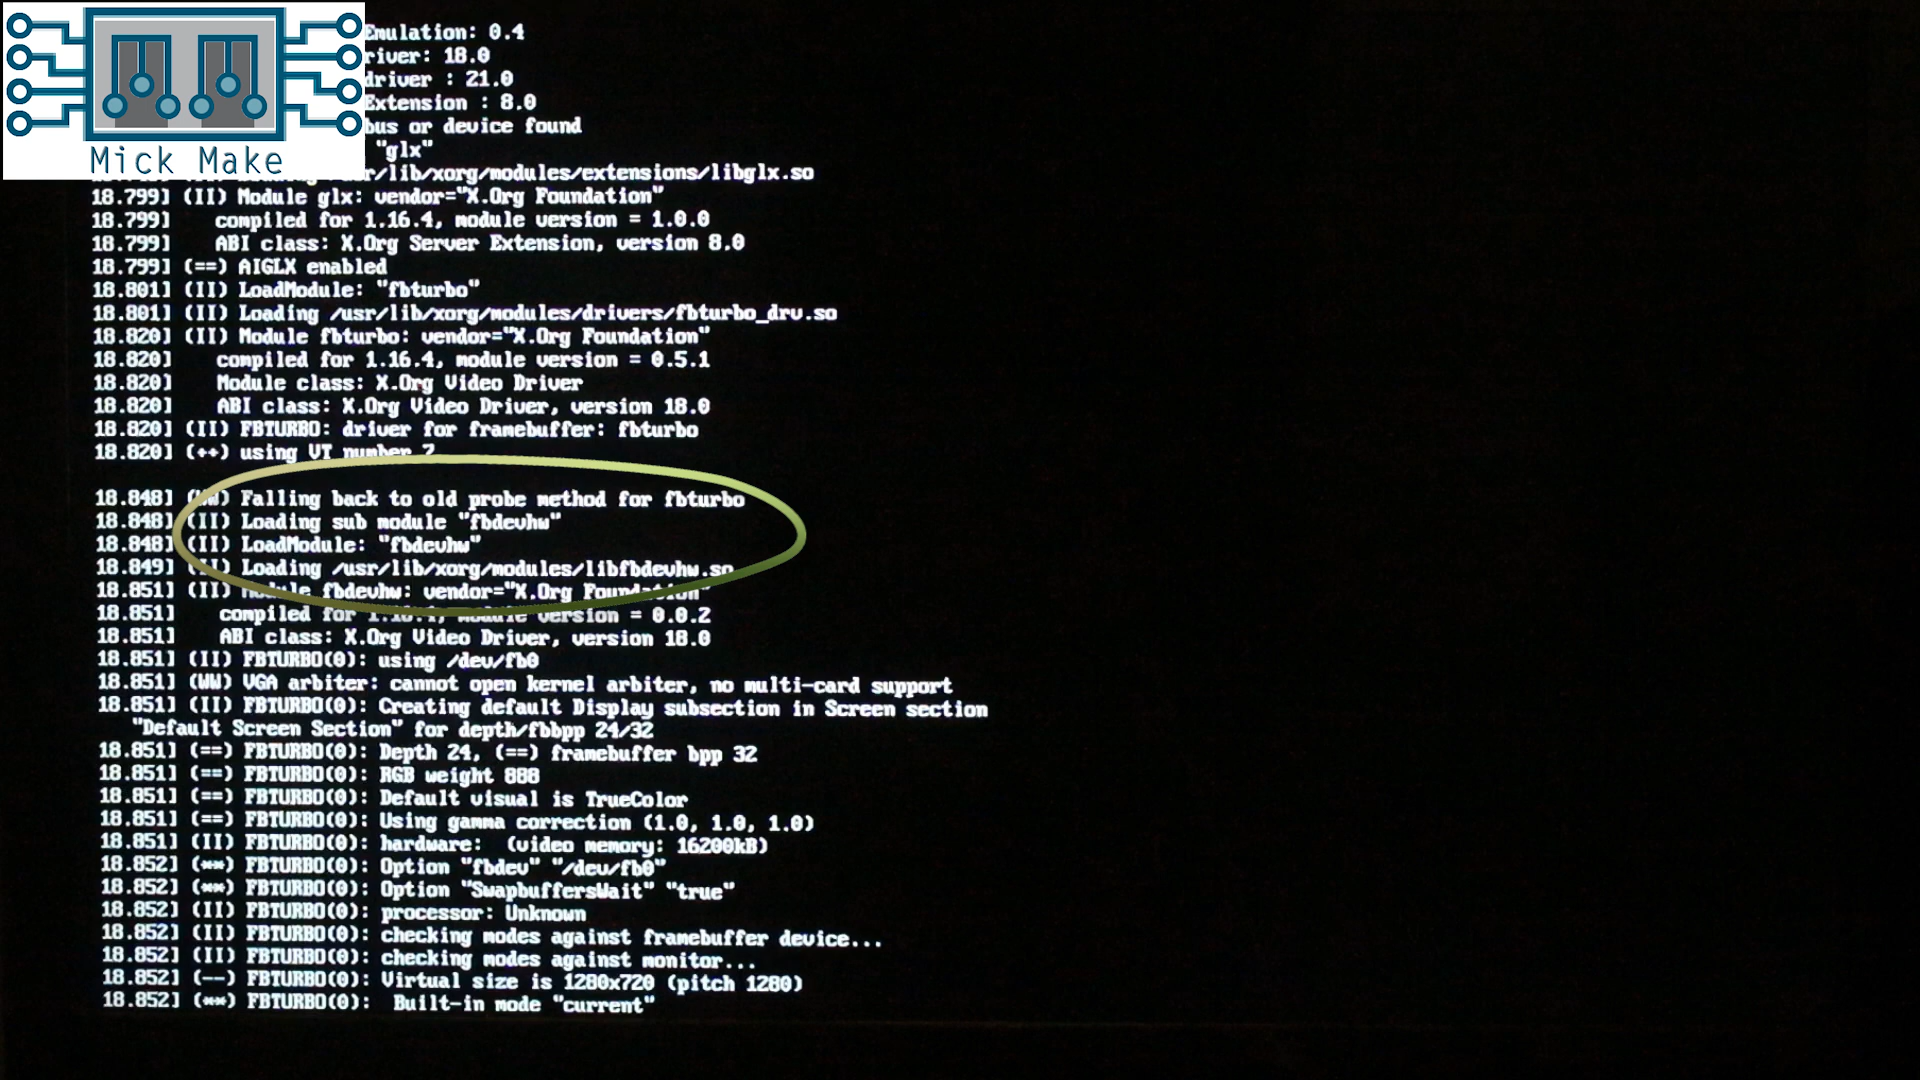 Mick Make
Emulation: 0.4
river: 18.0
driver : 21.0
Extension : 8.0
bus or device found
"glx"
r/lib/xorg/modules/extensions/libglx.so
18.799] (II) Module glx: vendor="X.Org Foundation"
18.799] compiled for 1.16.4, module version = 1.0.0
18.799] ABI class: X.Org Server Extension, version 8.0
18.799] (==) AIGLX enabled
18.801] (II) LoadModule: "fbturbo"
18.801] (II) Loading /usr/lib/xorg/modules/drivers/fbturbo_drv.so
18.820] (II) Module fbturbo: vendor="X.Org Foundation"
18.820] compiled for 1.16.4, module version = 0.5.1
18.820] Module class: X.Org Video Driver
18.820] ABI class: X.Org Video Driver, version 18.0
18.820] (II) FBTURBO: driver for framebuffer: fbturbo
18.820] (++) using VT number 7
18.848] (WW) Falling back to old probe method for fbturbo
18.848] (II) Loading sub module "fbdevhw"
18.848] (II) LoadModule: "fbdevhw"
18.849] (II) Loading /usr/lib/xorg/modules/libfbdevhw.so
18.851] (II) Module fbdevhw: vendor="X.Org Foundation"
18.851] compiled for 1.16.4, module version = 0.0.2
18.851] ABI class: X.Org Video Driver, version 18.0
18.851] (II) FBTURBO(0): using /dev/fb0
18.851] (WW) VGA arbiter: cannot open kernel arbiter, no multi-card support
18.851] (II) FBTURBO(0): Creating default Display subsection in Screen section
"Default Screen Section" for depth/fbbpp 24/32
18.851] (==) FBTURBO(0): Depth 24, (==) framebuffer bpp 32
18.851] (==) FBTURBO(0): RGB weight 888
18.851] (==) FBTURBO(0): Default visual is TrueColor
18.851] (==) FBTURBO(0): Using gamma correction (1.0, 1.0, 1.0)
18.851] (II) FBTURBO(0): hardware: (video memory: 16200kB)
18.852] (**) FBTURBO(0): Option "fbdev" "/dev/fb0"
18.852] (**) FBTURBO(0): Option "SwapbuffersWait" "true"
18.852] (II) FBTURBO(0): processor: Unknown
18.852] (II) FBTURBO(0): checking modes against framebuffer device...
18.852] (II) FBTURBO(0): checking modes against monitor...
18.852] (--) FBTURBO(0): Virtual size is 1280x720 (pitch 1280)
18.852] (**) FBTURBO(0): Built-in mode "current"